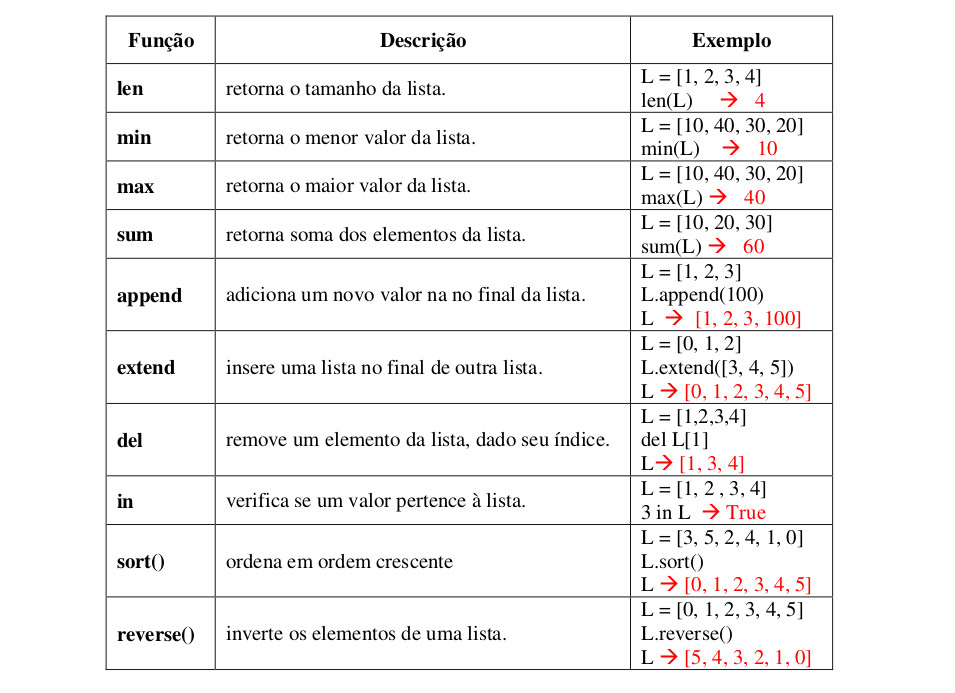 Função Descrição Exemplo
len retorna o tamanho da lista. L = [1, 2, 3, 4]
len(L) → 4
min retorna o menor valor da lista. L = [10, 40, 30, 20]
min(L) → 10
max retorna o maior valor da lista. L = [10, 40, 30, 20]
max(L) → 40
sum retorna soma dos elementos da lista. L = [10, 20, 30]
sum(L) → 60
append adiciona um novo valor na no final da lista. L = [1, 2, 3]
L.append(100)
L → [1, 2, 3, 100]
extend insere uma lista no final de outra lista. L = [0, 1, 2]
L.extend([3, 4, 5])
L → [0, 1, 2, 3, 4, 5]
del remove um elemento da lista, dado seu índice. L = [1,2,3,4]
del L[1]
L→ [1, 3, 4]
in verifica se um valor pertence à lista. L = [1, 2 , 3, 4]
3 in L → True
sort() ordena em ordem crescente L = [3, 5, 2, 4, 1, 0]
L.sort()
L → [0, 1, 2, 3, 4, 5]
reverse() inverte os elementos de uma lista. L = [0, 1, 2, 3, 4, 5]
L.reverse()
L → [5, 4, 3, 2, 1, 0]